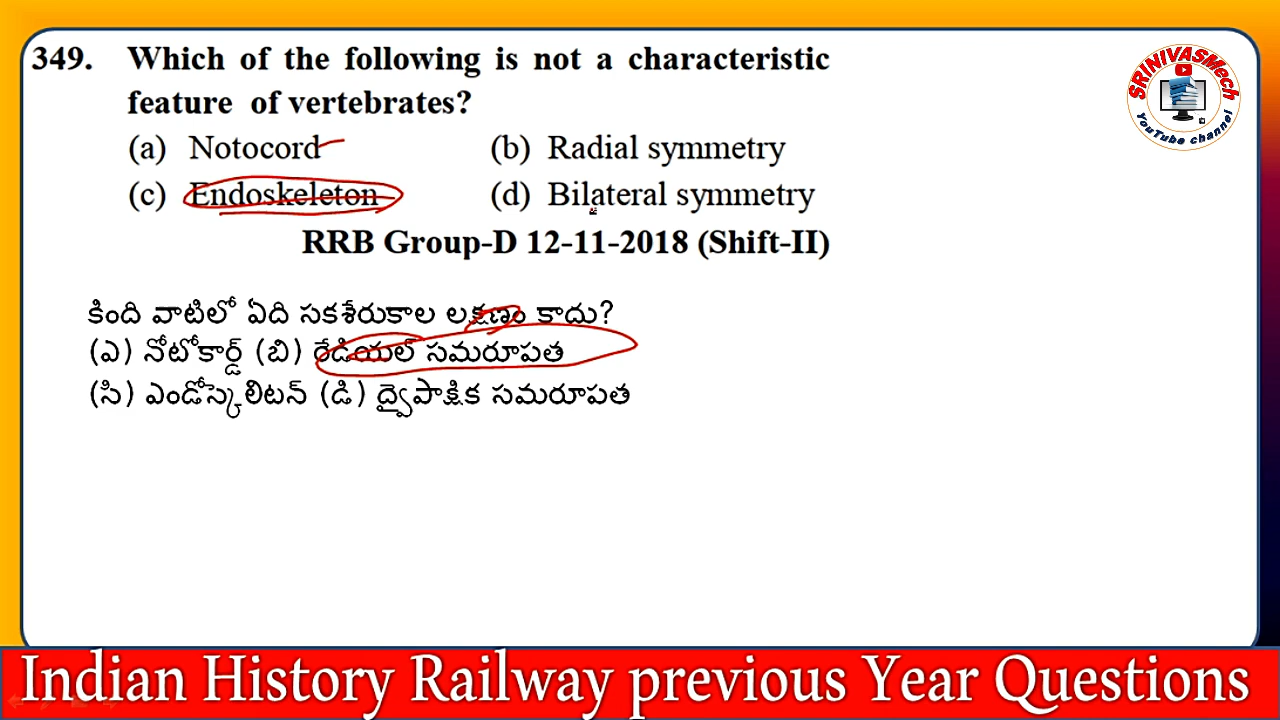 349. Which of the following is not a characteristic
feature of vertebrates?
(a) Notocord (b) Radial symmetry
(c) Endoskeleton (d) Bilateral symmetry
RRB Group-D 12-11-2018 (Shift-II)
కింది వాటిలో ఏది సకశేరుకాల లక్షణం కాదు?
(ఎ) నోటోకార్డ్ (బి) రేడియల్ సమరూపత
(సి) ఎండోస్కెలిటన్ (డి) ద్వైపాక్షిక సమరూపత
SRINIVASMech
YouTube channel
Indian History Railway previous Year Questions